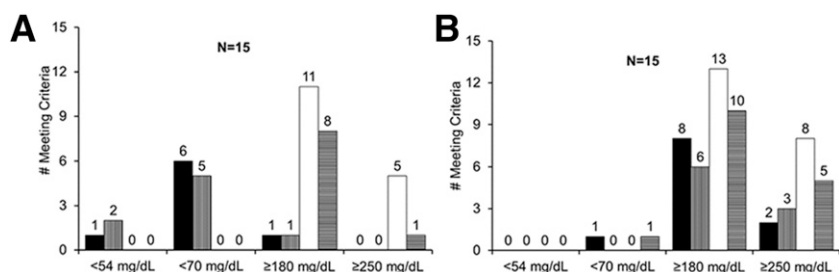 A
# Meeting Criteria
15
12
9
6
3
0
N=15
1 2 0 0
6 5 0 0
1 1 11 8
0 0 5 1
<54 mg/dL <70 mg/dL ≥180 mg/dL ≥250 mg/dL
B
# Meeting Criteria
15
12
9
6
3
0
N=15
0 0 0 0
1 0 0 1
8 6 13 10
2 3 8 5
<54 mg/dL <70 mg/dL ≥180 mg/dL ≥250 mg/dL